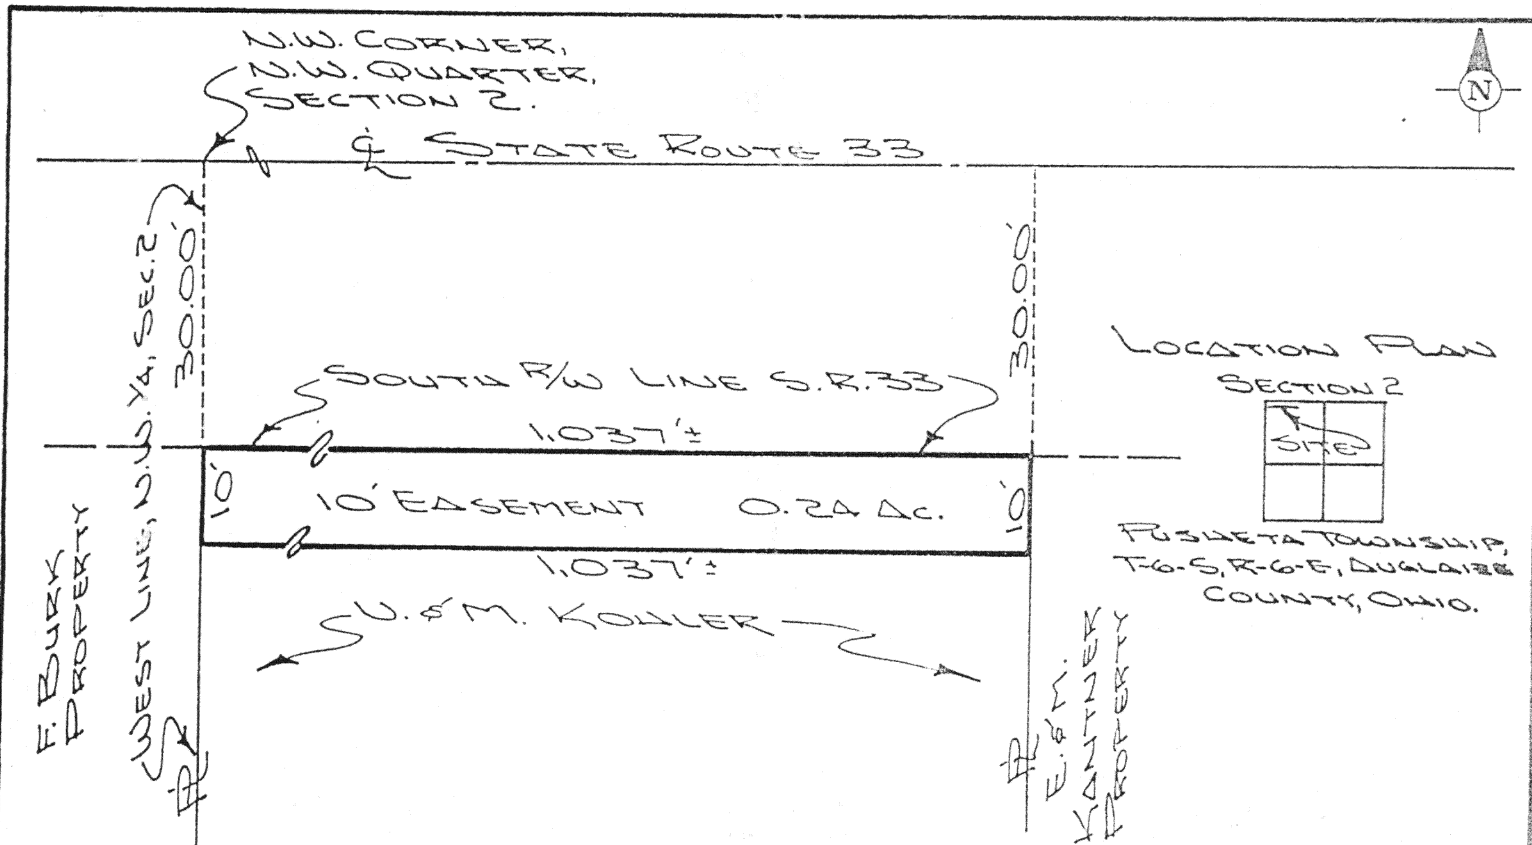 N.W. CORNER,
N.W. QUARTER,
SECTION 2.
N
℄ STATE ROUTE 33
WEST LINE, N.W. 1/4, SEC. 2
30.00'
30.00'
LOCATION PLAN
SECTION 2
SITE
SOUTH R/W LINE S.R. 33
1,037'±
10'
10' EASEMENT 0.24 AC.
10'
1,037'±
PUSHETA TOWNSHIP,
T-6-S, R-6-E, AUGLAIZE
COUNTY, OHIO.
F. BURK
PROPERTY
U. & M. KOHLER
E. & M.
KANTNER
PROPERTY
PL
PL